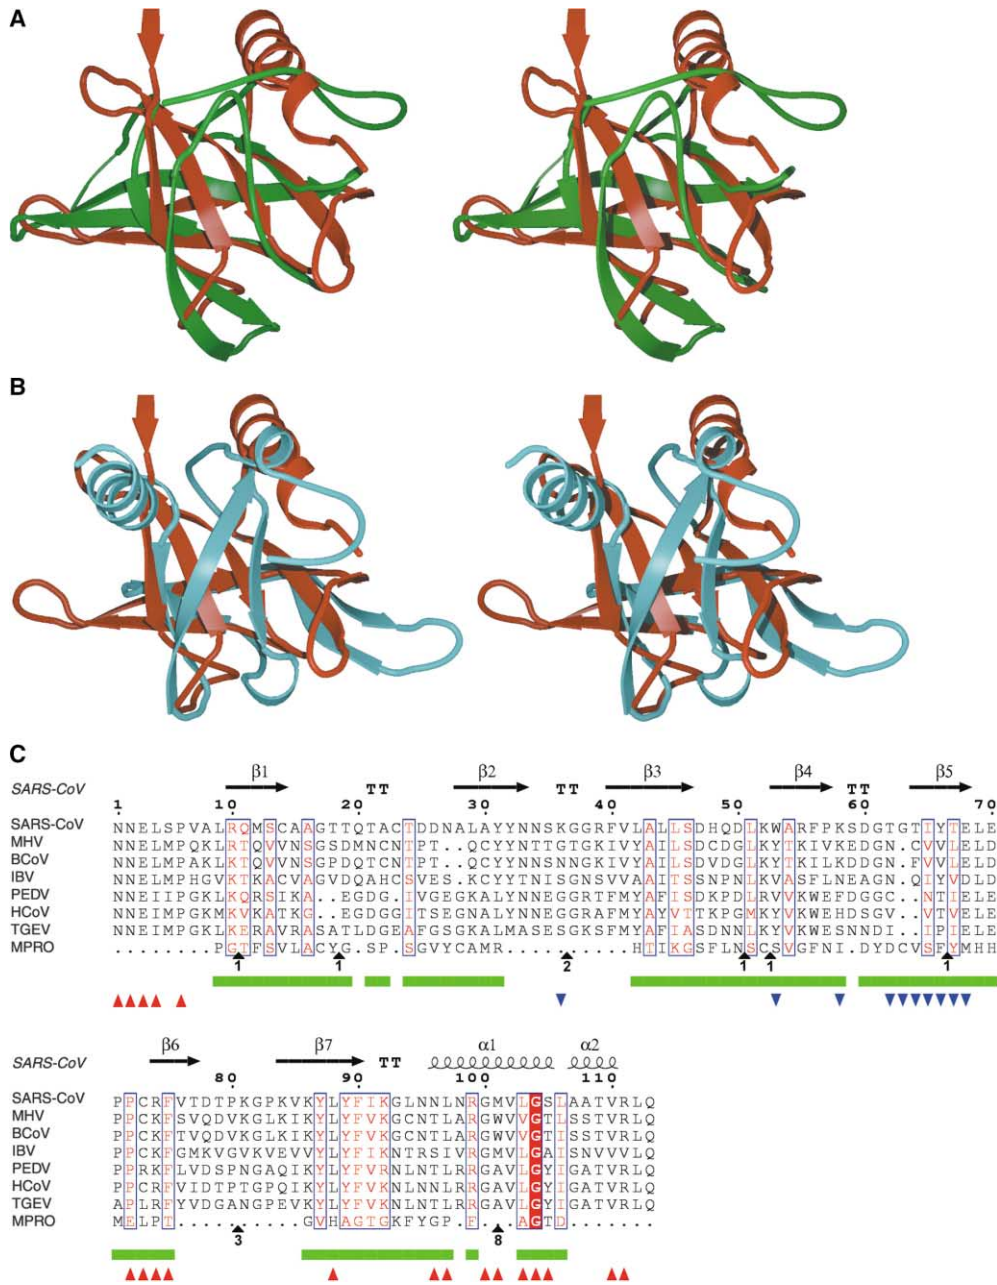 A
B
C
SARS-CoV β1 TT β2 TT β3 β4 TT β5
1 10 20 30 40 50 60 70
SARS-CoV NNELSPVALRQMSCAAGTTQTACTDDNALAYYNNSKGGRFVLALLSDHQDLKWARFPKSDGTGTIYTELE
MHV NNELMPQKLRTQVVNSGSDMNCNTPT..QCYYNTTGTGKIVYAILSDCDGLKYTKIVKEDGN.CVVLELD
BCoV NNELMPAKLKTQVVNSGPDQTCNTPT..QCYYNNSNNGKIVYAILSDVDGLKYTKILKDDGN.FVVLELD
IBV NNELMPHGVKTKACVAGVDQAHCSVES.KCYYTNISGNSVVAAITSSNPNLKVASFLNEAGN.QIYVDLD
PEDV NNEIIPGKLKQRSIKAEG..EGDG.IVGEGKALYNNEGGRTFMYAFISDKPDLRVVKWEFDGGC.NTIELE
HCoV NNEIMPGKMKVKATKG..EGDGGITSEGNALYNNEGGRAFMYAYVTTKPGMKYVKWEHDSGV.VTVELE
TGEV NNEIMPGKLKERAVRASATLDGEAFGSGKALMASESGKSFMYAFIASDNNLKYVKWESNNDI.IPIELE
MPRO .........PGTFSVLACYG.SP.SGVYCAMR..........HTIKGSFLNSCSVGFNI.DYDCVSFYMHH
1 1 2 1 1 1
SARS-CoV β6 β7 TT α1 α2
80 90 100 110
SARS-CoV PPCRFVTDTPKGPKVKYLYFIKGLNNLNRGMVLGSLAATVRLQ
MHV PPCKFSVQDVKGLKIKYLYFVKGCNTLARGWVVGTLSSTVRLQ
BCoV PPCKFTVQDVKGLKIKYLYFVKGCNTLARGWVVGTISSTVRLQ
IBV PPCKFGMKVGVKVEVVYLYFIKNTRSIVRGMVLGAISNVVVLQ
PEDV PPRKFLVDSPNGAQIKYLYFVRNLNTLRRGAVLGYIGATVRLQ
HCoV PPCRFVIDTPTGPQIKYLYFVKNLNNLRRGAVLGYIGATVRLQ
TGEV APLRFYVDGANGPEVKYLYFVKNLNTLRRGAVLGYIGATVRLQ
MPRO MELPT..........GVHAGTGKFYGP.F...AGTD.......
3 8